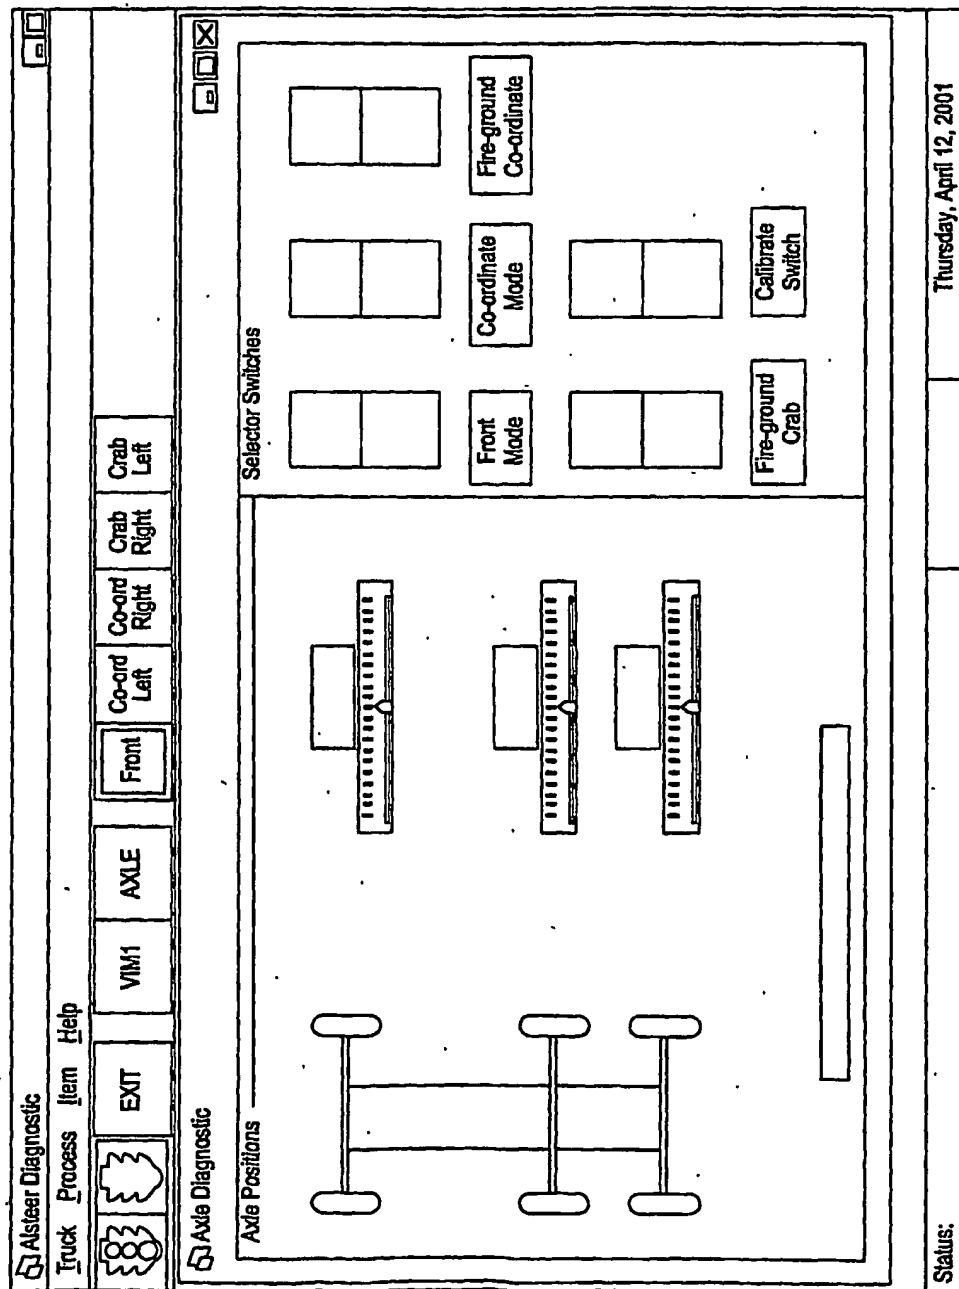 Alsteer Diagnostic
Truck Process Item Help
EXIT
VIM1
AXLE
Front
Co-ord
Left
Co-ord
Right
Crab
Right
Crab
Left
Axle Diagnostic
Axle Positions
Selector Switches
Front
Mode
Co-ordinate
Mode
Fire-ground
Co-ordinate
Fire-ground
Crab
Calibrate
Switch
Status:
Thursday, April 12, 2001